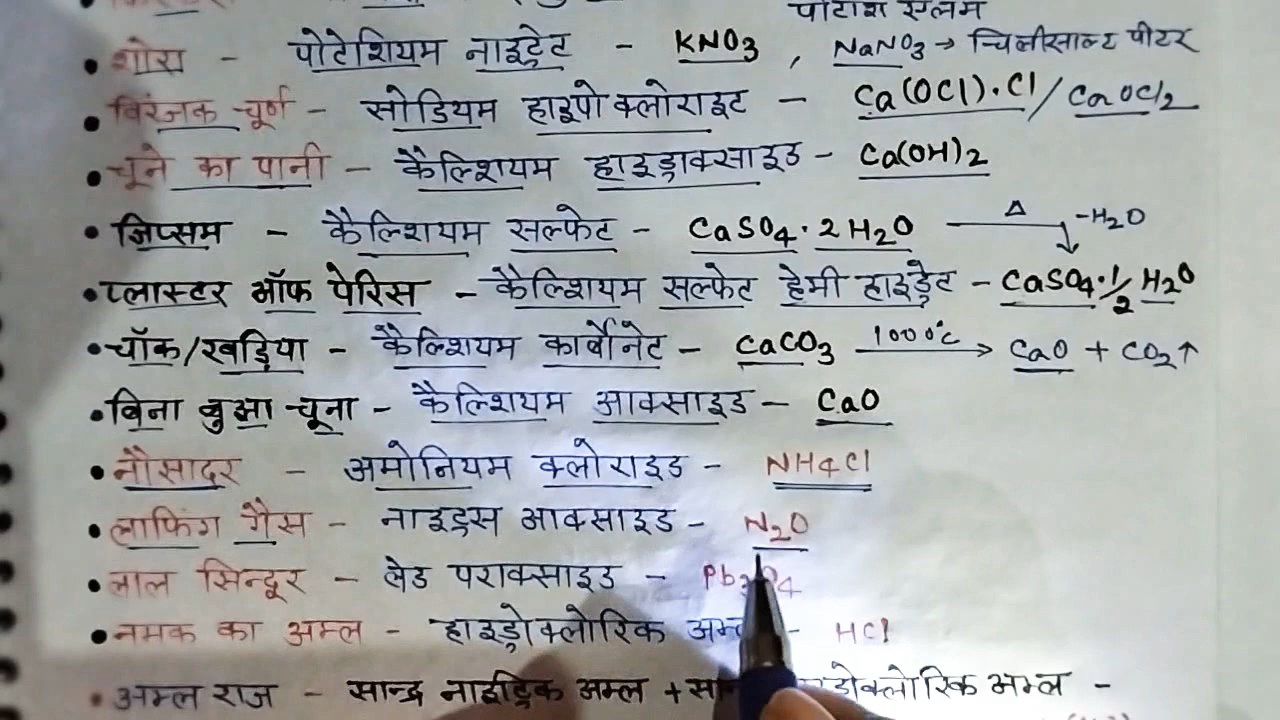 पोटाश एलम
• शोरा - पोटेशियम नाइट्रेट - KNO3 , NaNO3 → चिलीसाल्ट पीटर
• विरंजक चूर्ण - सोडियम हाइपो क्लोराइट - Ca(OCl)·Cl / CaOCl2
• चूने का पानी - कैल्शियम हाइड्राक्साइड - Ca(OH)2
• जिप्सम - कैल्शियम सल्फेट - CaSO4·2H2O Δ -H2O
• प्लास्टर ऑफ पेरिस - कैल्शियम सल्फेट हेमी हाइड्रेट - CaSO4·1/2 H2O
• चॉक/खड़िया - कैल्शियम कार्बोनेट - CaCO3 1000°C → CaO + CO2↑
• बिना बुझा चूना - कैल्शियम आक्साइड - CaO
• नौसादर - अमोनियम क्लोराइड - NH4Cl
• लाफिंग गैस - नाइट्रस आक्साइड - N2O
• लाल सिन्दूर - लेड पराक्साइड -
• नमक का अम्ल - हाइड्रोक्लोरिक - HCl
• अम्ल राज - सान्द्र नाइट्रिक अम्ल + अम्ल -